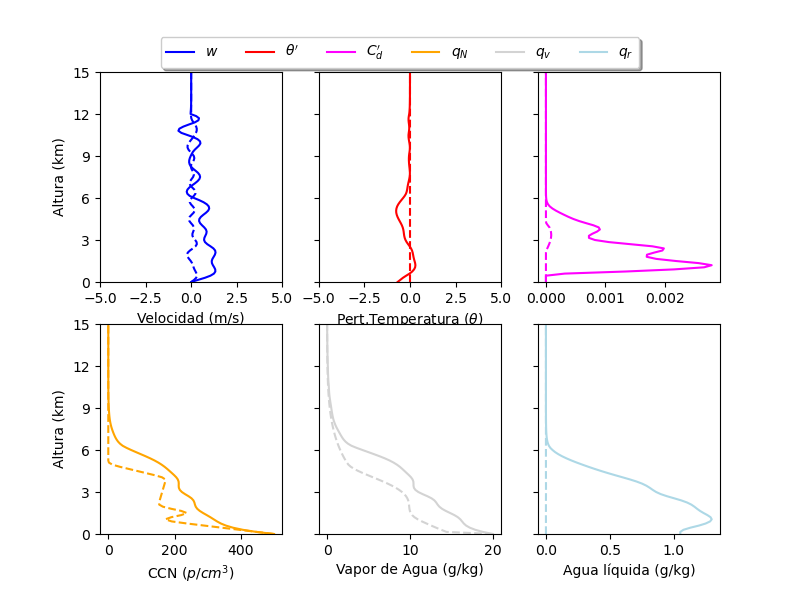 w θ′ C′d qN qv qr
15
12
9
6
3
0
Altura (km)
−5.0 −2.5 0.0 2.5 5.0
Velocidad (m/s)
−5.0 −2.5 0.0 2.5 5.0
Pert.Temperatura (θ)
0.000 0.001 0.002
15
12
9
6
3
0
Altura (km)
0 200 400
CCN (p/cm³)
0 10 20
Vapor de Agua (g/kg)
0.0 0.5 1.0
Agua líquida (g/kg)